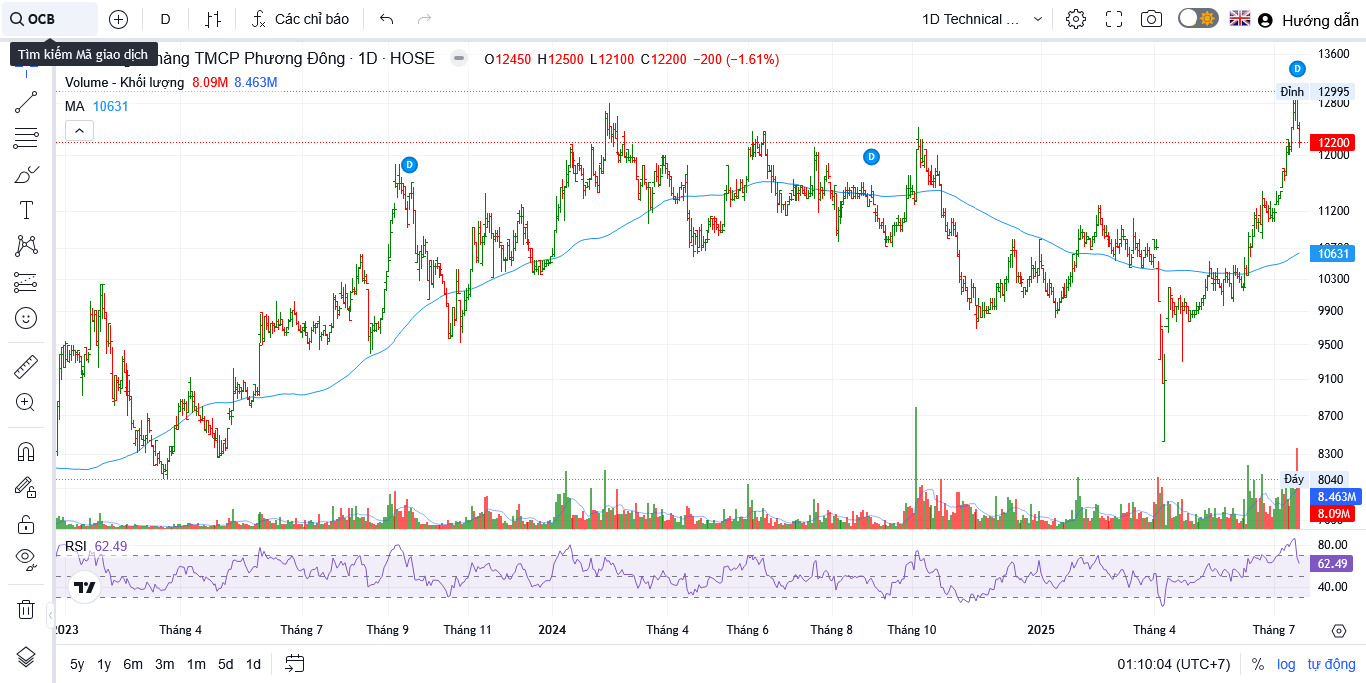 OCB
D
Các chỉ báo
1D Technical ...
Hướng dẫn
Tìm kiếm Mã giao dịch
hàng TMCP Phương Đông · 1D · HOSE
O12450 H12500 L12100 C12200 −200 (−1.61%)
Volume - Khối lượng 8.09M 8.463M
MA 10631
13600
D
Đỉnh 12995
12800
12200
12000
D
D
11200
10631
10300
9900
9500
9100
8700
8300
Đáy 8040
8.463M
8.09M
RSI 62.49
80.00
62.49
40.00
2023 Tháng 4 Tháng 7 Tháng 9 Tháng 11 2024 Tháng 4 Tháng 6 Tháng 8 Tháng 10 2025 Tháng 4 Tháng 7
5y 1y 6m 3m 1m 5d 1d
01:10:04 (UTC+7) % log tự động